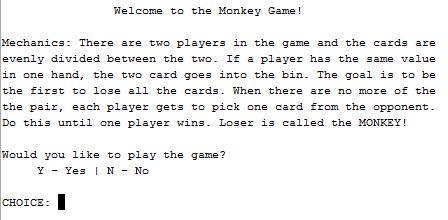 Welcome to the Monkey Game!
Mechanics: There are two players in the game and the cards are
evenly divided between the two. If a player has the same value
in one hand, the two card goes into the bin. The goal is to be
the first to lose all the cards. When there are no more of the
the pair, each player gets to pick one card from the opponent.
Do this until one player wins. Loser is called the MONKEY!
Would you like to play the game?
Y - Yes | N - No
CHOICE: